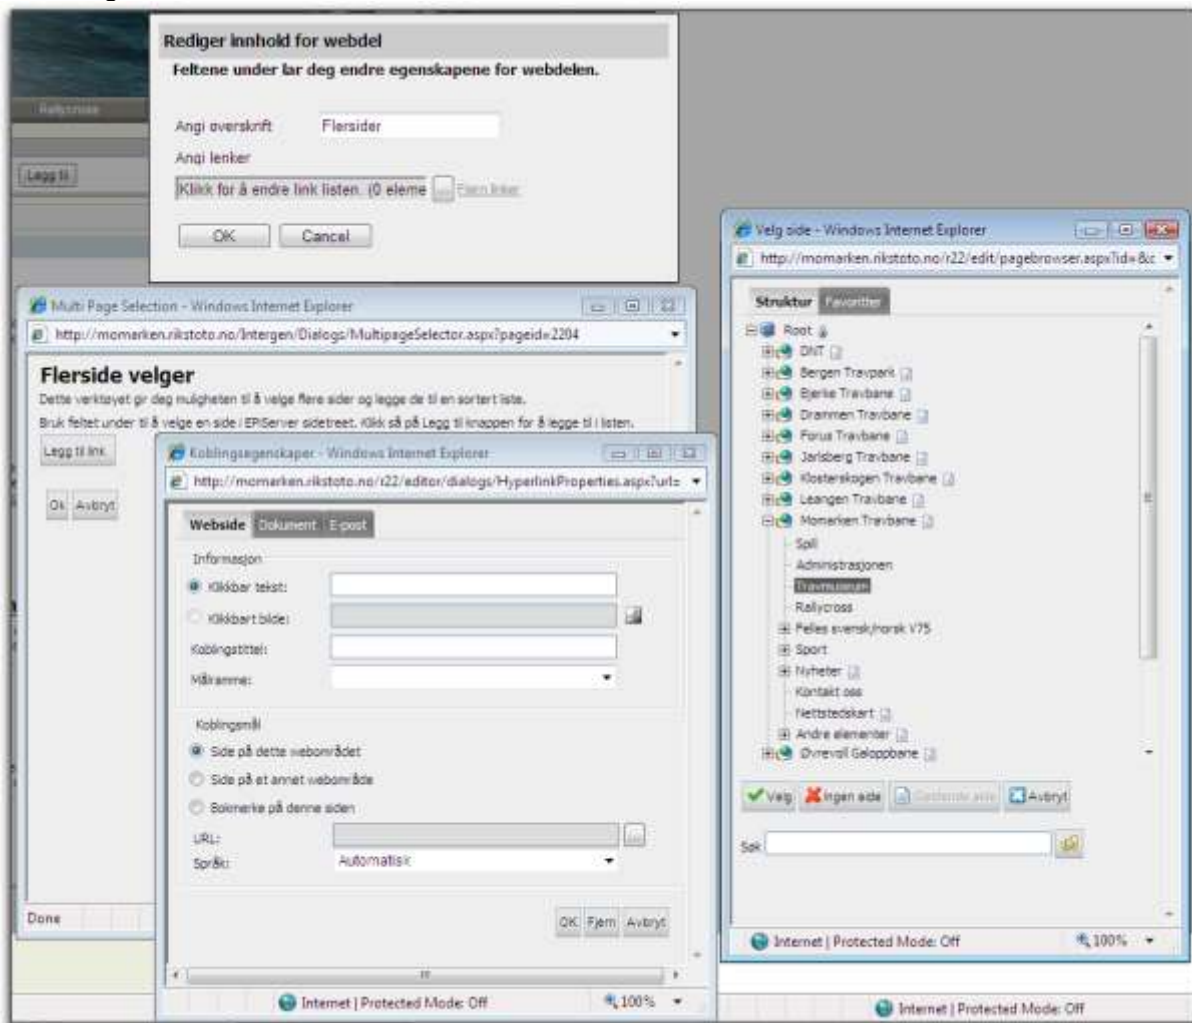 Rediger innhold for webdel
Feltene under lar deg endre egenskapene for webdelen.
Rallycross
Angi overskrift
Flersider
Angi lenker
Legg til
Klikk for å endre link listen. (0 eleme
...
Fjern linker
OK
Cancel
Multi Page Selection - Windows Internet Explorer
http://momarken.rikstoto.no/Intergen/Dialogs/MultipageSelector.aspx?pageid=2204
Flerside velger
Dette verktøyet gir deg muligheten til å velge flere sider og legge de til en sortert liste.
Bruk feltet under til å velge en side i EPiServer sidetreet. Klikk så på Legg til knappen for å legge til i listen.
Legg til link
Ok
Avbryt
Done
Koblingsegenskaper - Windows Internet Explorer
http://momarken.rikstoto.no/r22/editor/dialogs/HyperlinkProperties.aspx?url=
Webside
Dokument
E-post
Informasjon
Klikkbar tekst:
Klikkbart bilde:
Koblingstittel:
Målramme:
Koblingsmål
Side på dette webområdet
Side på et annet webområde
Bokmerke på denne siden
URL:
...
Språk:
Automatisk
OK
Fjern
Avbryt
Internet | Protected Mode: Off
100%
Velg side - Windows Internet Explorer
http://momarken.rikstoto.no/r22/edit/pagebrowser.aspx?id=&c
Struktur
Favoritter
Root
DNT
Bergen Travpark
Bjerke Travbane
Drammen Travbane
Forus Travbane
Jarlsberg Travbane
Klosterskogen Travbane
Leangen Travbane
Momarken Travbane
Spill
Administrasjonen
Travmuseum
Rallycross
Felles svensk/norsk V75
Sport
Nyheter
Kontakt oss
Nettstedskart
Andre elementer
Øvrevoll Galoppbane
Velg
Ingen side
Avbryt
Søk
Internet | Protected Mode: Off
100%
Internet | Protected Mode: Off